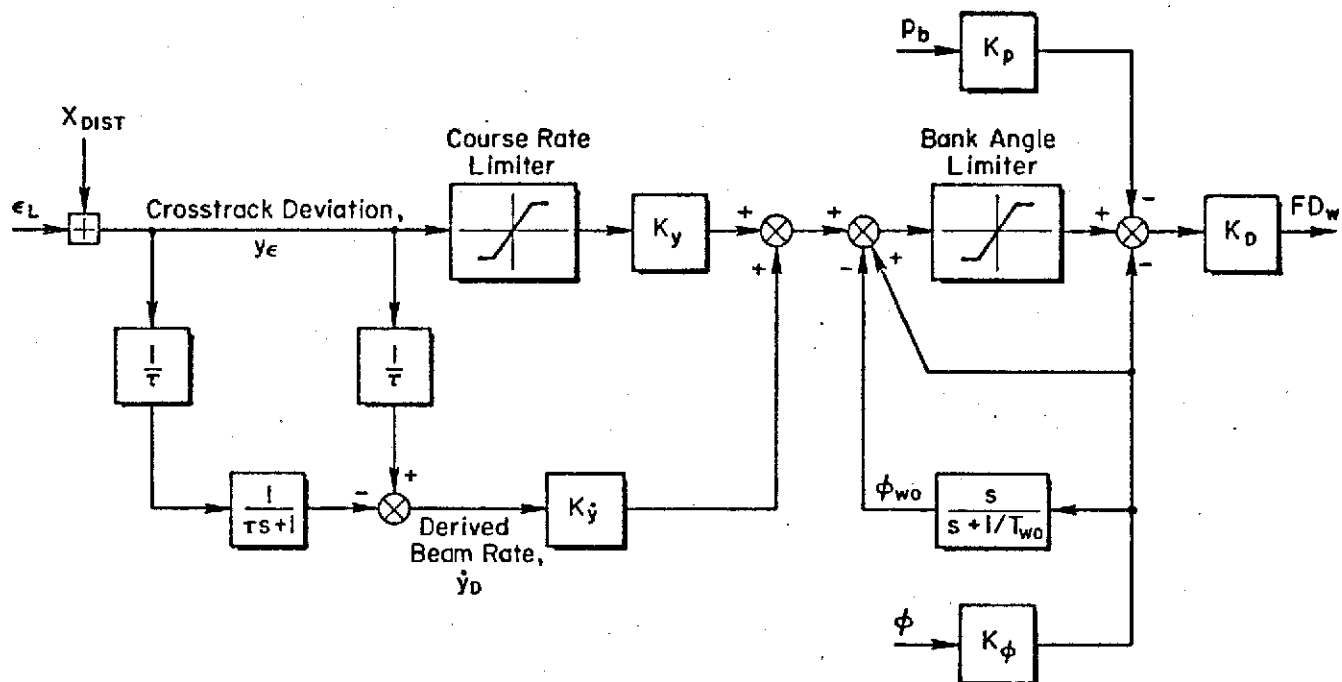 P_b
K_p
X_DIST
Course Rate
Limiter
Bank Angle
Limiter
ϵ_L
+
Crosstrack Deviation,
y_ϵ
K_y
+
+
+
-
+
+
-
-
K_D
FD_w
1/τ
1/τ
-
+
1/(τs+1)
Derived
Beam Rate,
ẏ_D
K_ẏ
ϕ_wo
s/(s+1/T_wo)
ϕ
K_ϕ